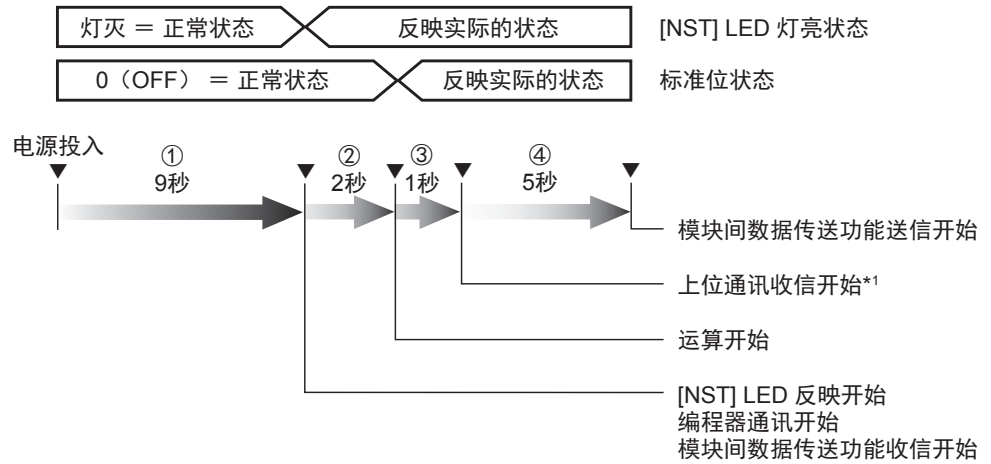 灯灭 ＝ 正常状态 反映实际的状态 [NST] LED 灯亮状态
0（OFF） ＝ 正常状态 反映实际的状态 标准位状态
电源投入
① ② ③ ④
9秒 2秒 1秒 5秒
模块间数据传送功能送信开始
上位通讯收信开始*1
运算开始
[NST] LED 反映开始
编程器通讯开始
模块间数据传送功能收信开始